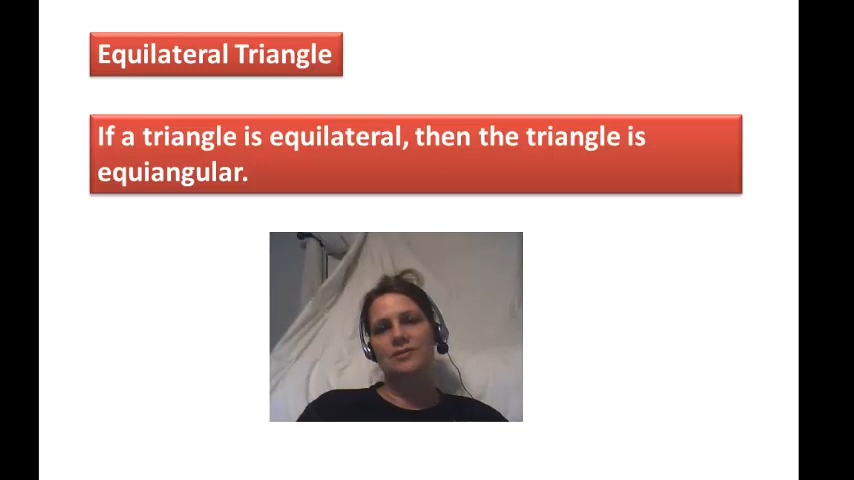 Equilateral Triangle
If a triangle is equilateral, then the triangle is
equiangular.